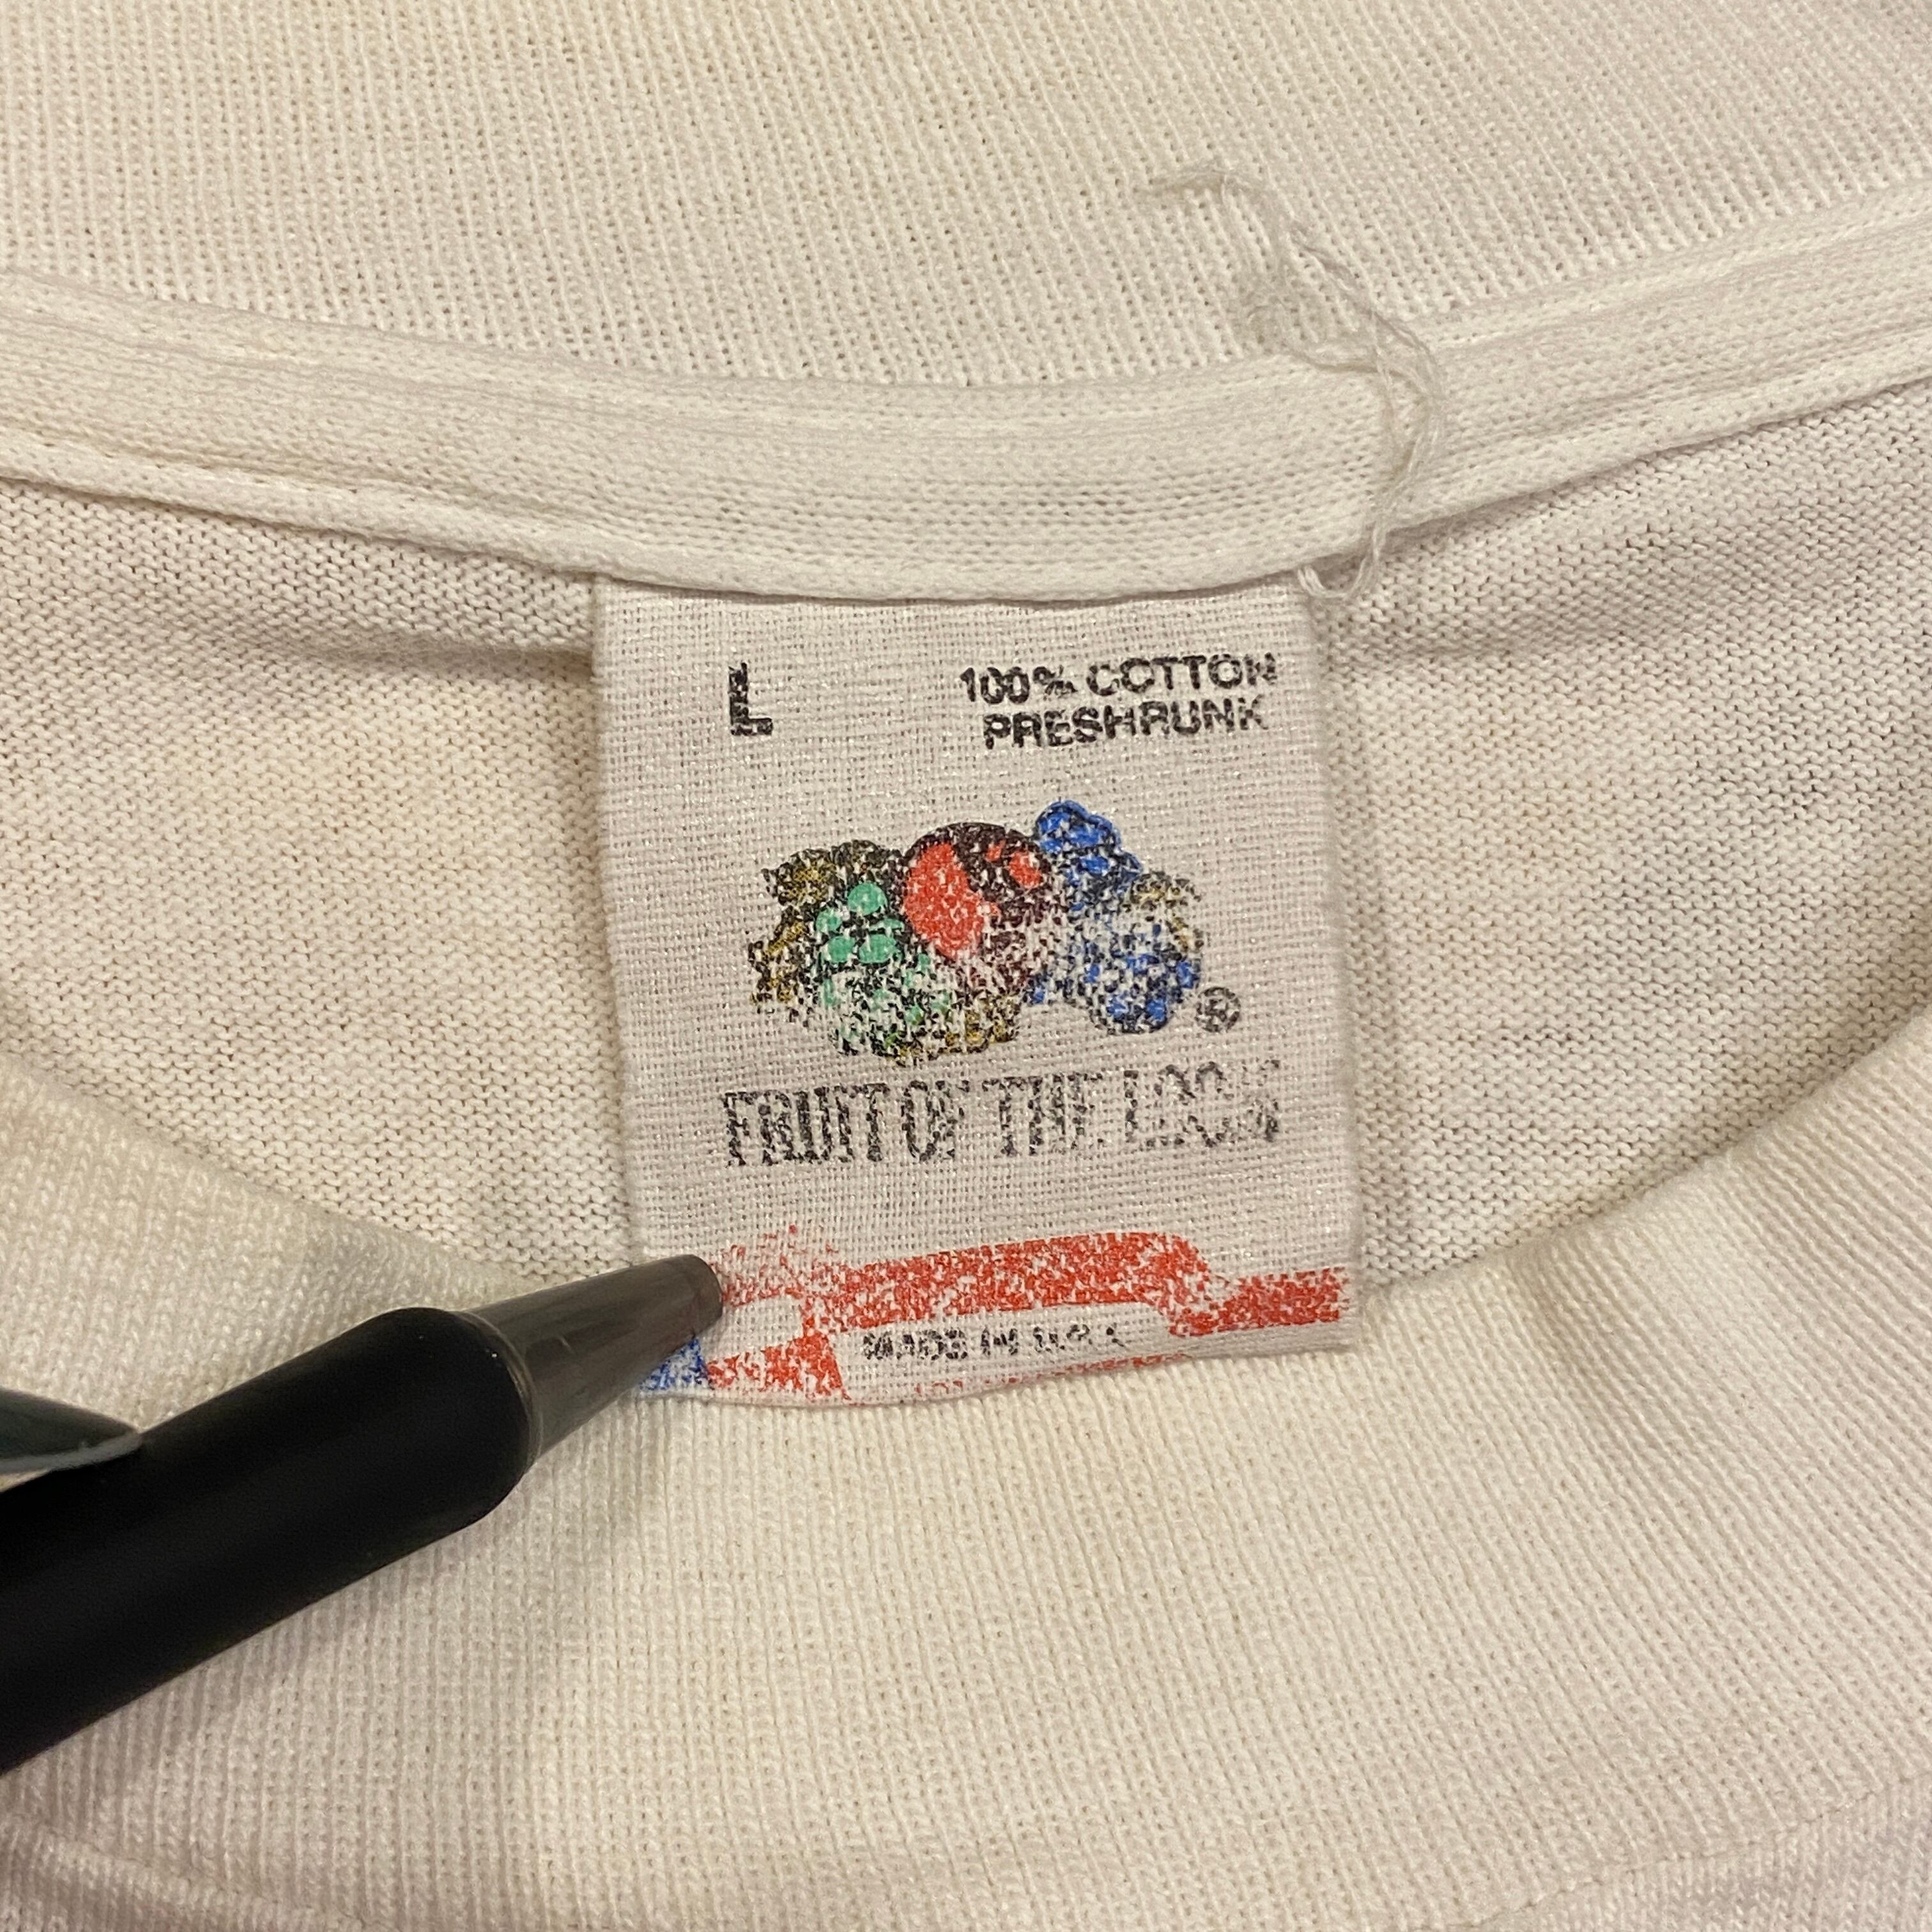 L
100% COTTON
PRESHRUNK
®
FRUIT OF THE LOOM
MADE IN U.S.A.